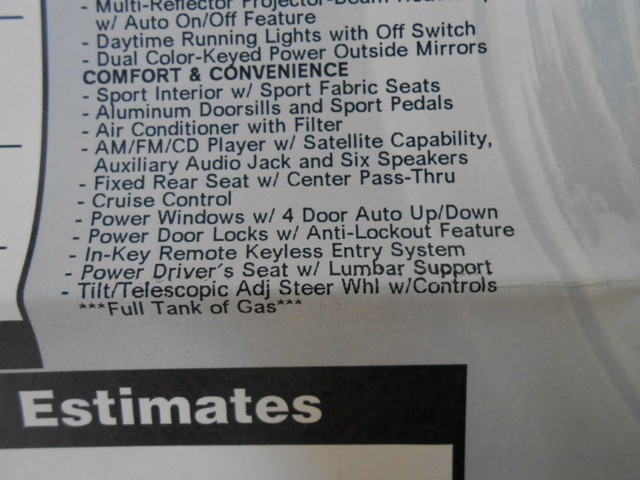 - Multi-Reflector Projector-Beam
w/ Auto On/Off Feature
- Daytime Running Lights with Off Switch
- Dual Color-Keyed Power Outside Mirrors
COMFORT & CONVENIENCE
- Sport Interior w/ Sport Fabric Seats
- Aluminum Doorsills and Sport Pedals
- Air Conditioner with Filter
- AM/FM/CD Player w/ Satellite Capability,
Auxiliary Audio Jack and Six Speakers
- Fixed Rear Seat w/ Center Pass-Thru
- Cruise Control
- Power Windows w/ 4 Door Auto Up/Down
- Power Door Locks w/ Anti-Lockout Feature
- In-Key Remote Keyless Entry System
- Power Driver's Seat w/ Lumbar Support
- Tilt/Telescopic Adj Steer Whl w/Controls
***Full Tank of Gas***
Estimates